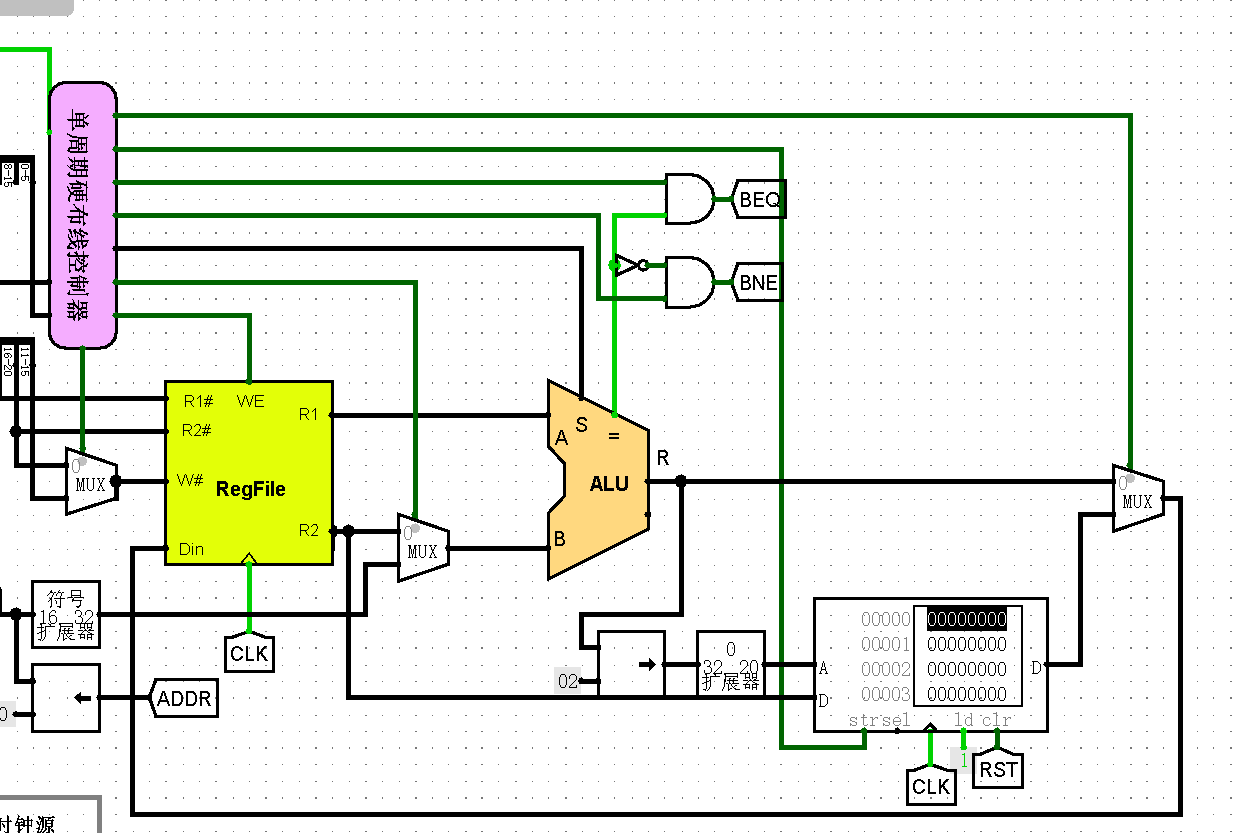 单周期硬布线控制器
0-5
8-15
BEQ
BNE
16-20
11-15
R1#
WE
R1
R2#
0
MUX
W#
RegFile
R2
Din
0
MUX
A
S
=
ALU
B
R
0
MUX
符号
16 32
扩展器
CLK
ADDR
0
02
0
32 20
扩展器
A
D
00000 00000000
00001 00000000
00002 00000000
00003 00000000
D
str sel ld clr
1
RST
CLK
时钟源